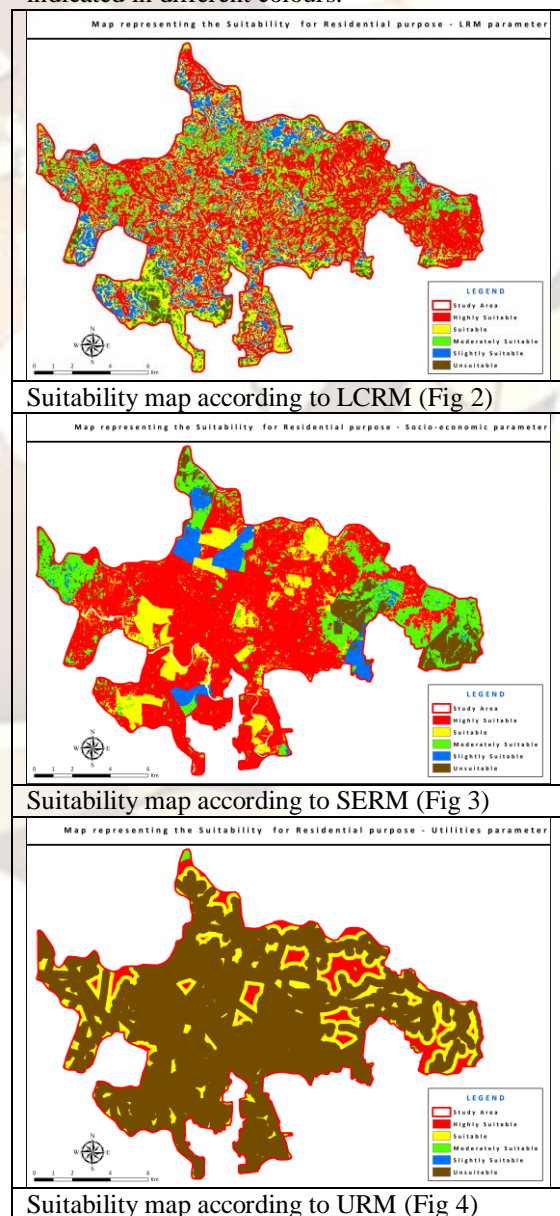 indicated in different colours.
Map representing the Suitability for Residential purpose - LRM parameter
LEGEND
Study Area
Highly Suitable
Suitable
Moderately Suitable
Slightly Suitable
Unsuitable
N
W E
S
0 1 2 4 6
Km
Suitability map according to LCRM (Fig 2)
Map representing the Suitability for Residential purpose - Socio-economic parameter
LEGEND
Study Area
Highly Suitable
Suitable
Moderately Suitable
Slightly Suitable
Unsuitable
N
W E
S
0 1 2 4 6
Km
Suitability map according to SERM (Fig 3)
Map representing the Suitability for Residential purpose - Utilities parameter
LEGEND
Study Area
Highly Suitable
Suitable
Moderately Suitable
Slightly Suitable
Unsuitable
N
W E
S
0 1 2 4 6
Km
Suitability map according to URM (Fig 4)